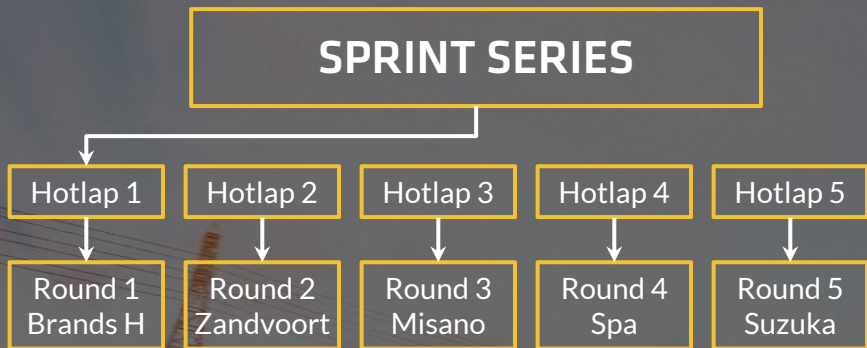 SPRINT SERIES
Hotlap 1
Hotlap 2
Hotlap 3
Hotlap 4
Hotlap 5
Round 1
Brands H
Round 2
Zandvoort
Round 3
Misano
Round 4
Spa
Round 5
Suzuka